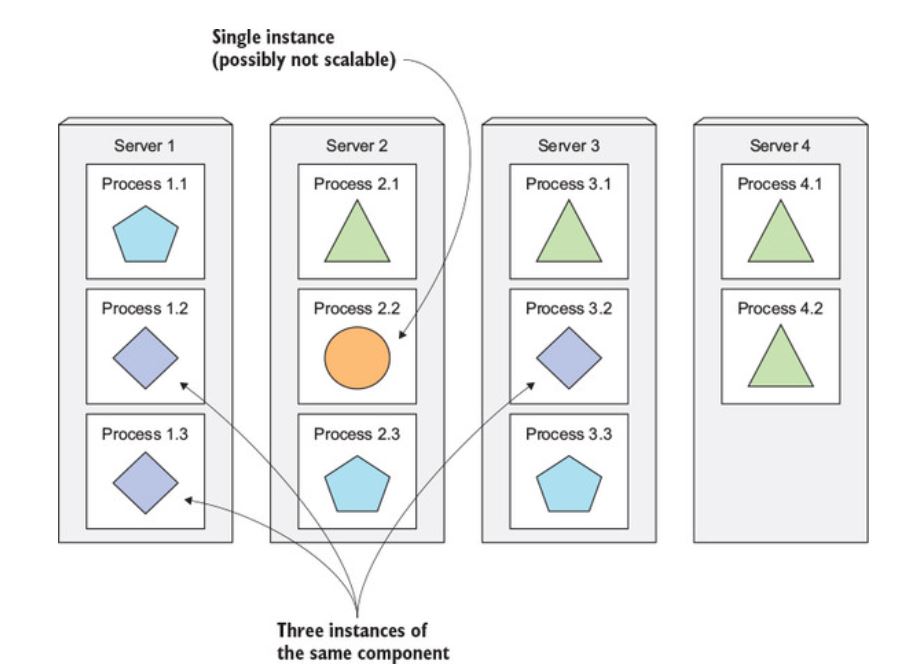 Single instance
(possibly not scalable)
Server 1
Server 2
Server 3
Server 4
Process 1.1
Process 2.1
Process 3.1
Process 4.1
Process 1.2
Process 2.2
Process 3.2
Process 4.2
Process 1.3
Process 2.3
Process 3.3
Three instances of
the same component